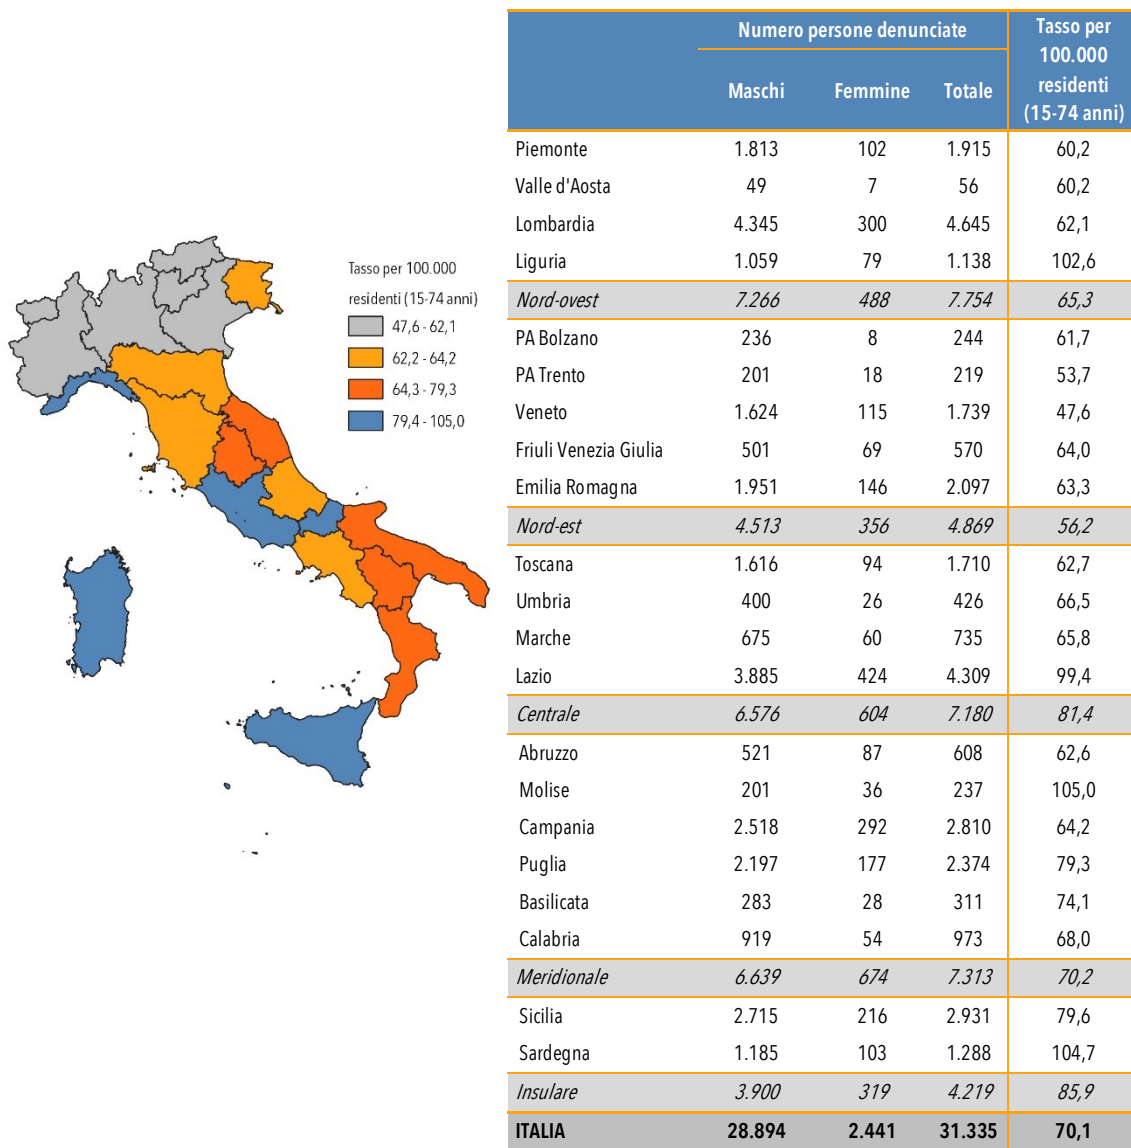 Tasso per 100.000
residenti (15-74 anni)
47,6 - 62,1
62,2 - 64,2
64,3 - 79,3
79,4 - 105,0
Numero persone denunciate
Tasso per
100.000
residenti
(15-74 anni)
Maschi Femmine Totale
Piemonte 1.813 102 1.915 60,2
Valle d'Aosta 49 7 56 60,2
Lombardia 4.345 300 4.645 62,1
Liguria 1.059 79 1.138 102,6
Nord-ovest 7.266 488 7.754 65,3
PA Bolzano 236 8 244 61,7
PA Trento 201 18 219 53,7
Veneto 1.624 115 1.739 47,6
Friuli Venezia Giulia 501 69 570 64,0
Emilia Romagna 1.951 146 2.097 63,3
Nord-est 4.513 356 4.869 56,2
Toscana 1.616 94 1.710 62,7
Umbria 400 26 426 66,5
Marche 675 60 735 65,8
Lazio 3.885 424 4.309 99,4
Centrale 6.576 604 7.180 81,4
Abruzzo 521 87 608 62,6
Molise 201 36 237 105,0
Campania 2.518 292 2.810 64,2
Puglia 2.197 177 2.374 79,3
Basilicata 283 28 311 74,1
Calabria 919 54 973 68,0
Meridionale 6.639 674 7.313 70,2
Sicilia 2.715 216 2.931 79,6
Sardegna 1.185 103 1.288 104,7
Insulare 3.900 319 4.219 85,9
ITALIA 28.894 2.441 31.335 70,1